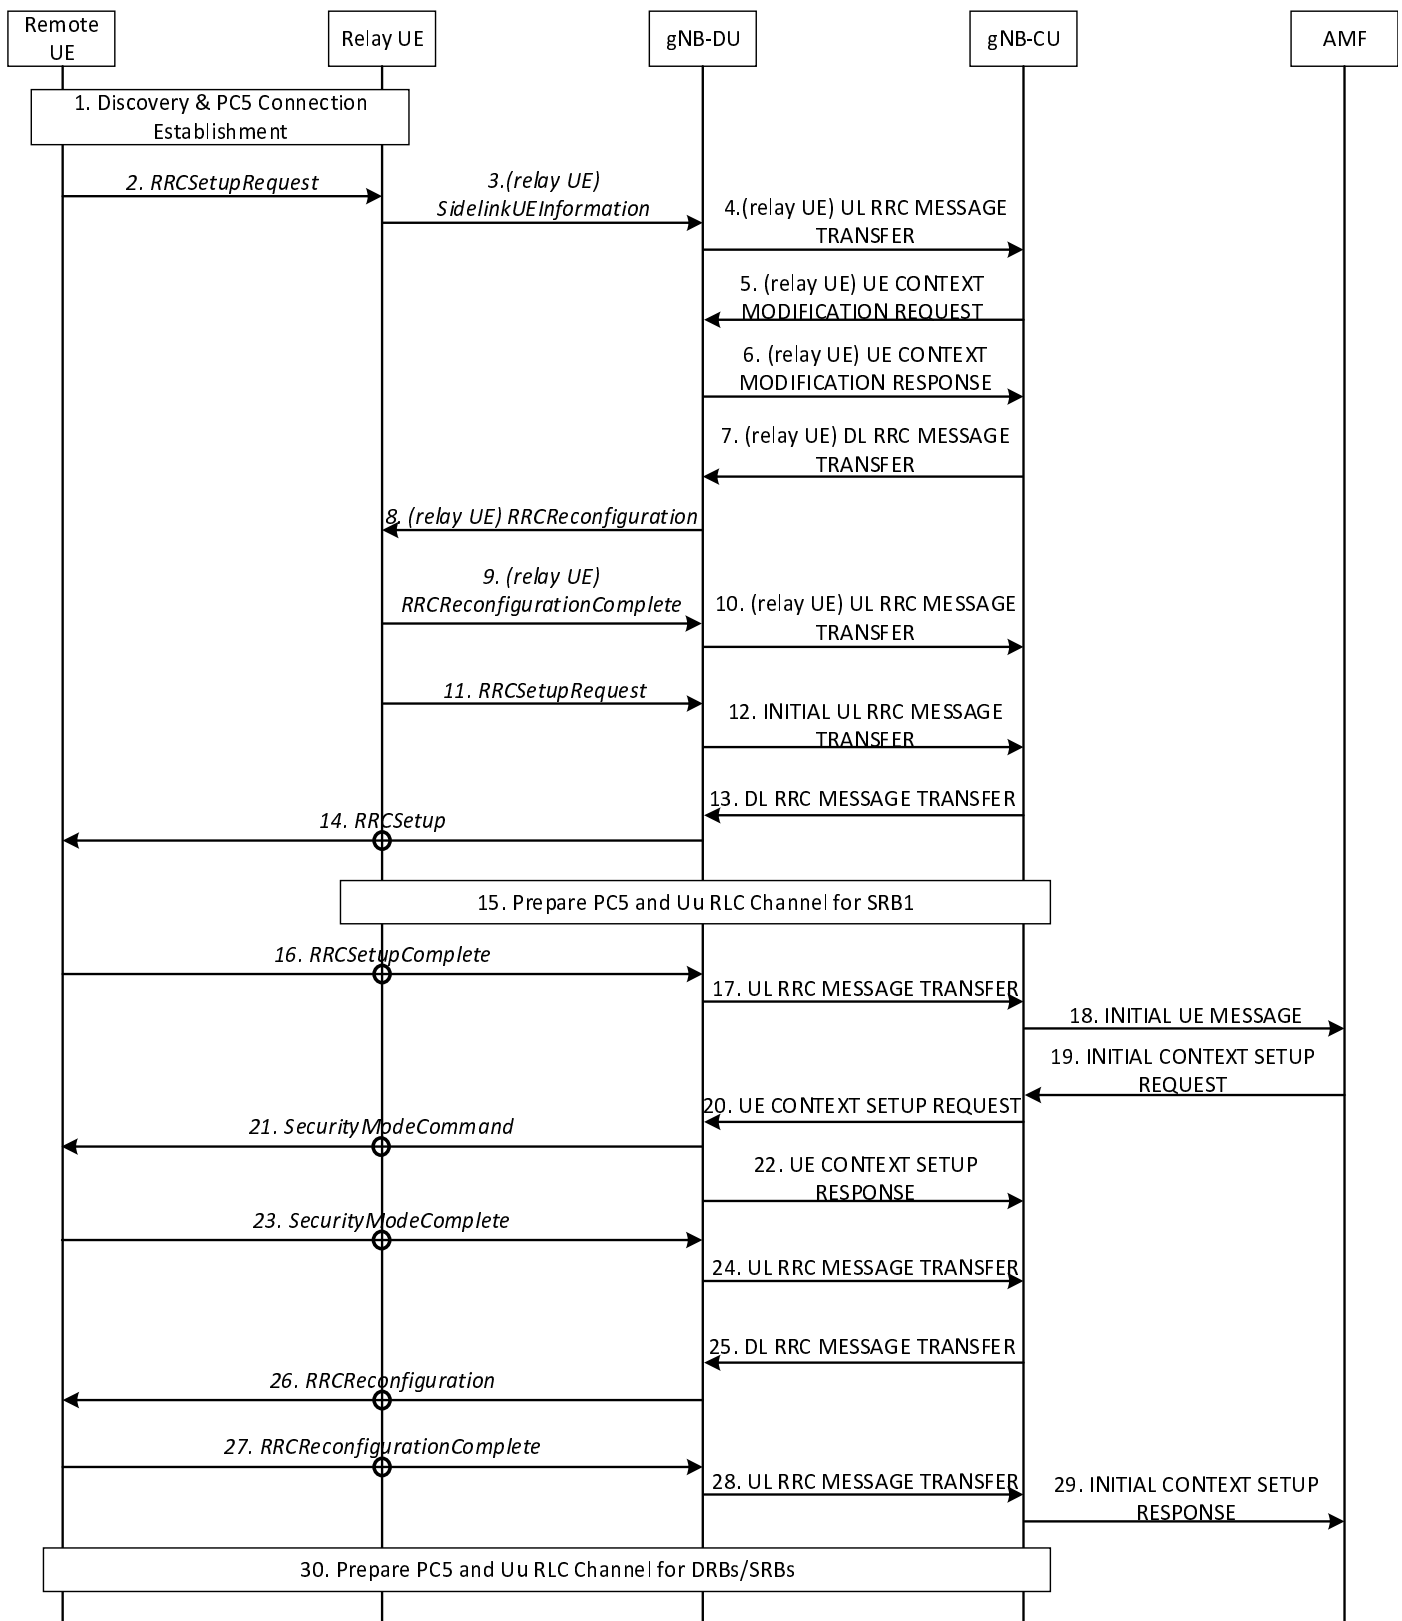 Remote
UE
Relay UE
gNB-DU
gNB-CU
AMF
1. Discovery & PC5 Connection
Establishment
2. RRCSetupRequest
3.(relay UE)
SidelinkUEInformation
4.(relay UE) UL RRC MESSAGE
TRANSFER
5. (relay UE) UE CONTEXT
MODIFICATION REQUEST
6. (relay UE) UE CONTEXT
MODIFICATION RESPONSE
7. (relay UE) DL RRC MESSAGE
TRANSFER
8. (relay UE) RRCReconfiguration
9. (relay UE)
RRCReconfigurationComplete
10. (relay UE) UL RRC MESSAGE
TRANSFER
11. RRCSetupRequest
12. INITIAL UL RRC MESSAGE
TRANSFER
13. DL RRC MESSAGE TRANSFER
14. RRCSetup
15. Prepare PC5 and Uu RLC Channel for SRB1
16. RRCSetupComplete
17. UL RRC MESSAGE TRANSFER
18. INITIAL UE MESSAGE
19. INITIAL CONTEXT SETUP
REQUEST
20. UE CONTEXT SETUP REQUEST
21. SecurityModeCommand
22. UE CONTEXT SETUP
RESPONSE
23. SecurityModeComplete
24. UL RRC MESSAGE TRANSFER
25. DL RRC MESSAGE TRANSFER
26. RRCReconfiguration
27. RRCReconfigurationComplete
28. UL RRC MESSAGE TRANSFER
29. INITIAL CONTEXT SETUP
RESPONSE
30. Prepare PC5 and Uu RLC Channel for DRBs/SRBs